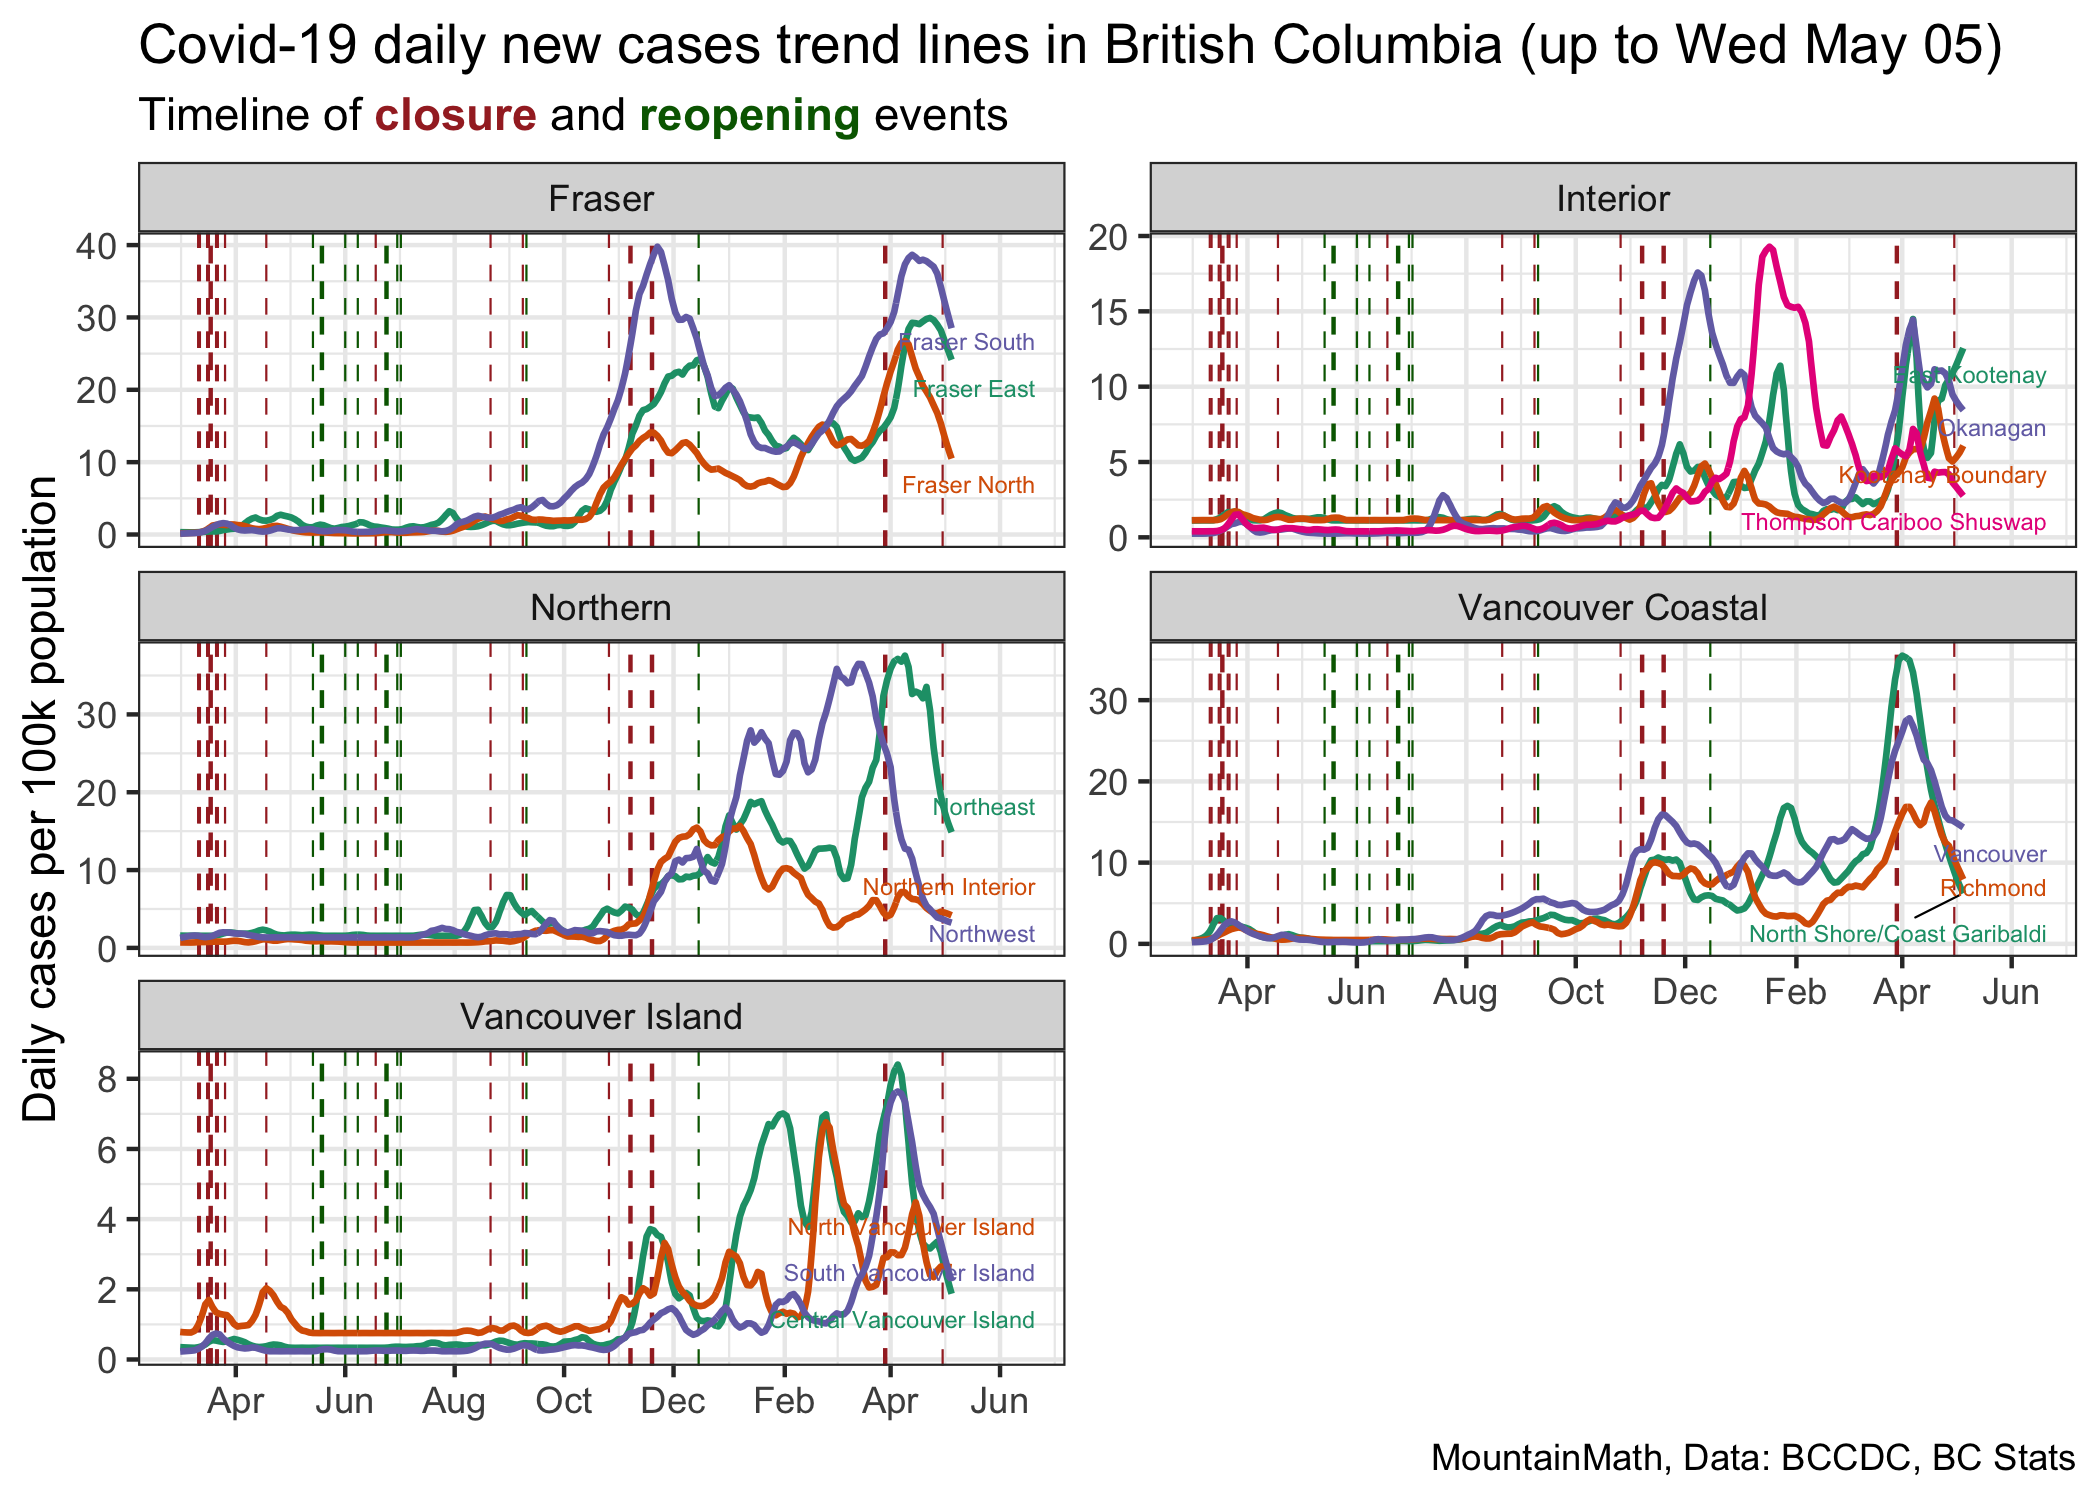 Covid-19 daily new cases trend lines in British Columbia (up to Wed May 05)
Timeline of closure and reopening events
Daily cases per 100k population
Fraser
40
30
20
10
0
Fraser South
Fraser East
Fraser North
Interior
20
15
10
5
0
East Kootenay
Okanagan
Kootenay Boundary
Thompson Cariboo Shuswap
Northern
30
20
10
0
Northeast
Northern Interior
Northwest
Vancouver Coastal
30
20
10
0
Vancouver
Richmond
North Shore/Coast Garibaldi
Apr Jun Aug Oct Dec Feb Apr Jun
Vancouver Island
8
6
4
2
0
North Vancouver Island
South Vancouver Island
Central Vancouver Island
Apr Jun Aug Oct Dec Feb Apr Jun
MountainMath, Data: BCCDC, BC Stats